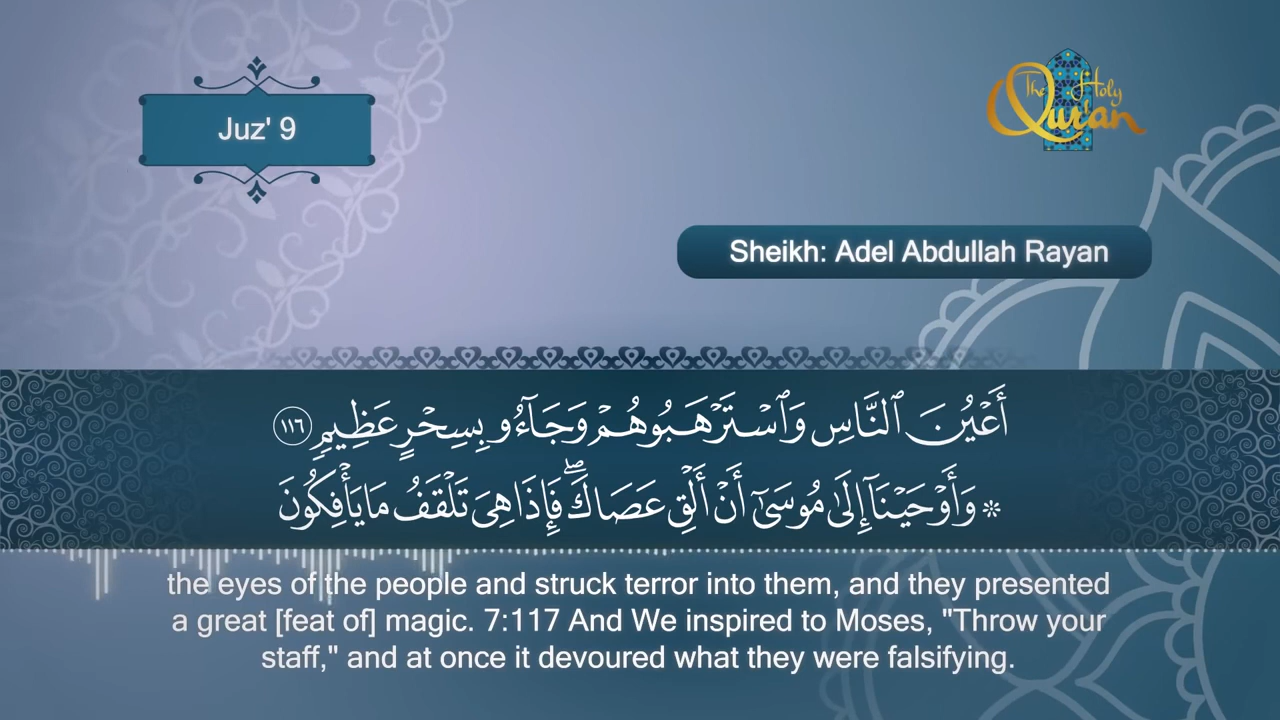 Juz' 9
The Holy
Qur'an
Sheikh: Adel Abdullah Rayan
أَعْيُنَ ٱلنَّاسِ وَٱسْتَرْهَبُوهُمْ وَجَآءُو بِسِحْرٍ عَظِيمٍ ١١٦
۞ وَأَوْحَيْنَآ إِلَىٰ مُوسَىٰٓ أَنْ أَلْقِ عَصَاكَ ۖ فَإِذَا هِىَ تَلْقَفُ مَا يَأْفِكُونَ
the eyes of the people and struck terror into them, and they presented
a great [feat of] magic. 7:117 And We inspired to Moses, "Throw your
staff," and at once it devoured what they were falsifying.